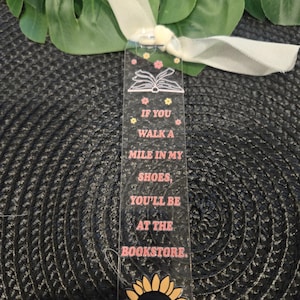 IF YOU
WALK A
MILE IN MY
SHOES,
YOU'LL BE
AT THE
BOOKSTORE.